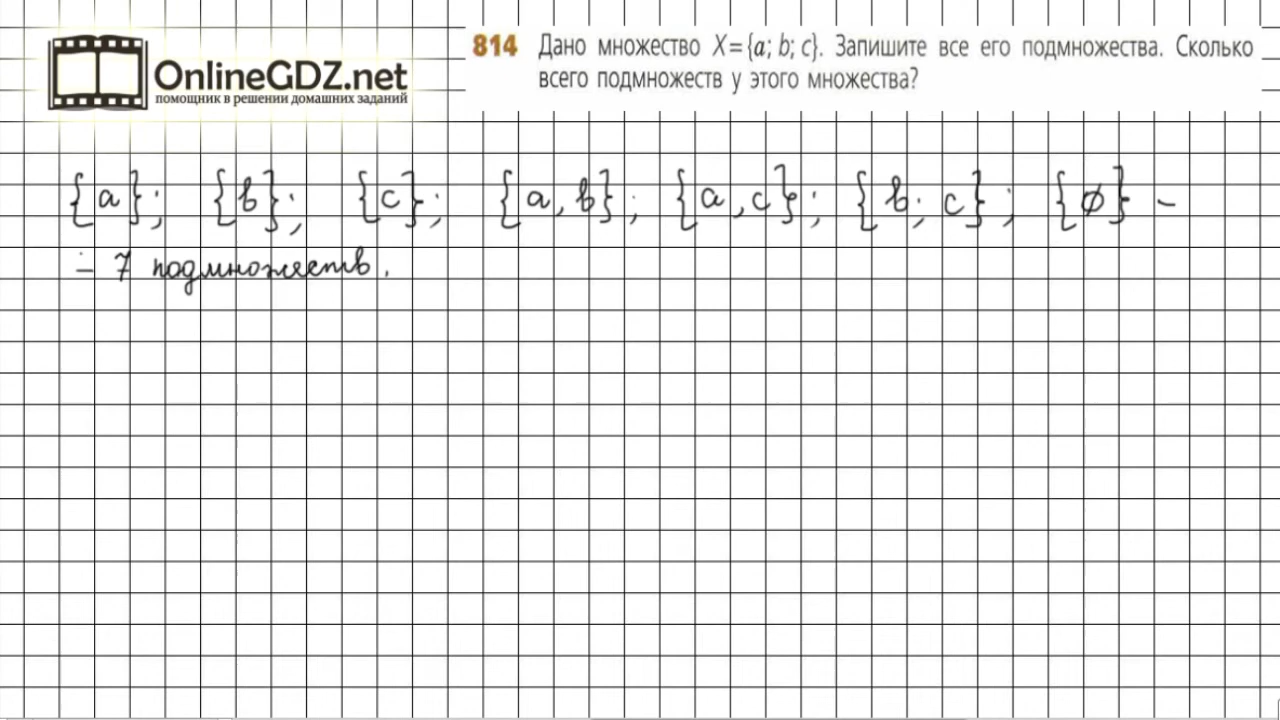 OnlineGDZ.net
помощник в решении домашних заданий
814 Дано множество X={a; b; c}. Запишите все его подмножества. Сколько
всего подмножеств у этого множества?
{a}; {b}; {c}; {a, b}; {a, c}; {b; c}; {ø} –
– 7 подмножеств.